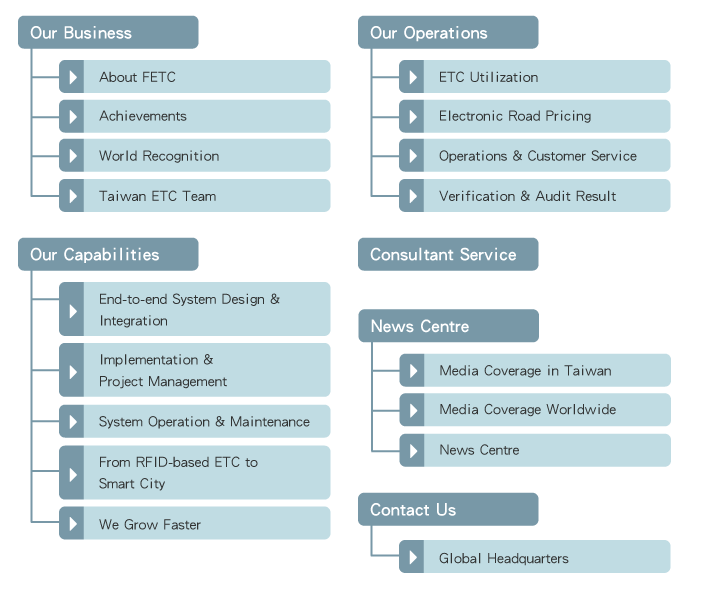 Our Business
About FETC
Achievements
World Recognition
Taiwan ETC Team
Our Capabilities
End-to-end System Design &
Integration
Implementation &
Project Management
System Operation & Maintenance
From RFID-based ETC to
Smart City
We Grow Faster
Our Operations
ETC Utilization
Electronic Road Pricing
Operations & Customer Service
Verification & Audit Result
Consultant Service
News Centre
Media Coverage in Taiwan
Media Coverage Worldwide
News Centre
Contact Us
Global Headquarters